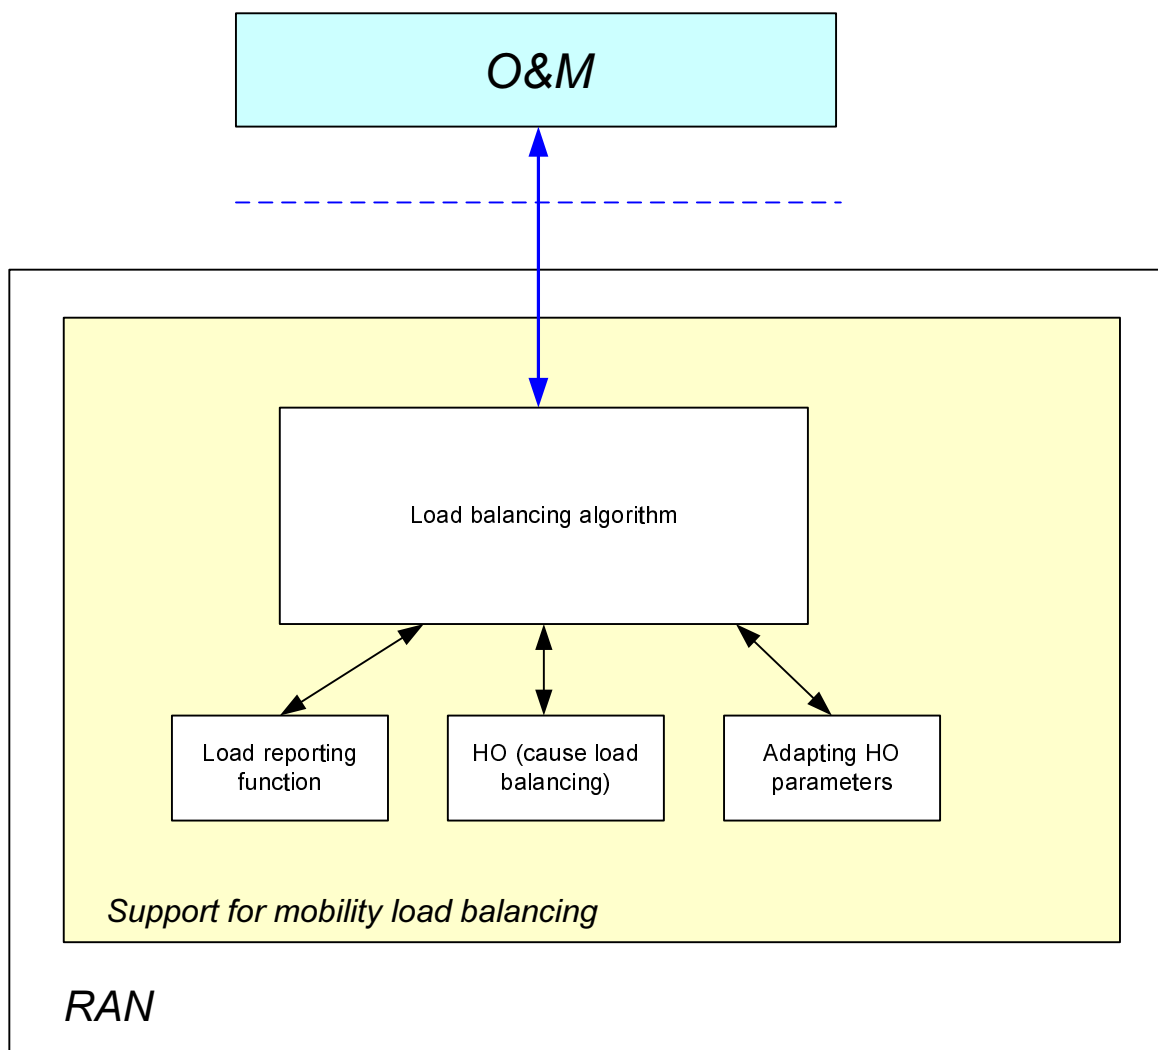 O&M
Load balancing algorithm
Load reporting
function
HO (cause load
balancing)
Adapting HO
parameters
Support for mobility load balancing
RAN